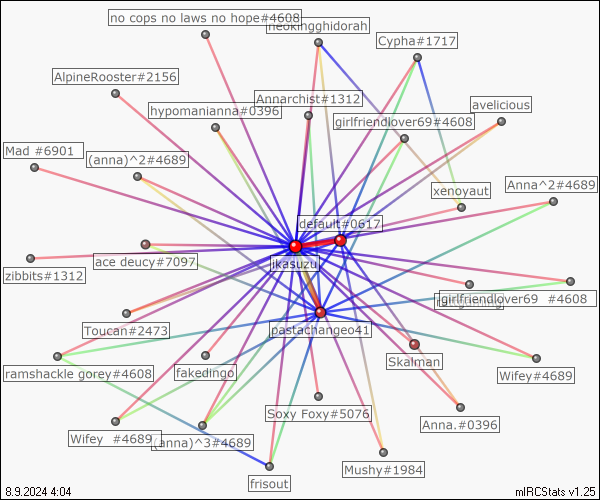 no cops no laws no hope#4608
neokingghidorah
Cypha#1717
AlpineRooster#2156
hypomanianna#0396
Annarchist#1312
girlfriendlover69#4608
avelicious
Mad #6901
(anna)^2#4689
xenoyaut
Anna^2#4689
default#0617
ace deucy#7097
ikasuzu
zibbits#1312
girlfriendlover69 #4608
Toucan#2473
pastachangeo41
ramshackle gorey#4608
fakedingo
Skalman
Wifey#4689
Soxy Foxy#5076
Anna.#0396
Wifey #4689
(anna)^3#4689
Mushy#1984
frisout
8.9.2024 4:04
mIRCStats v1.25